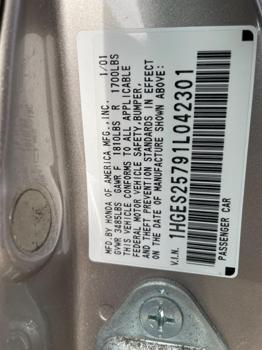 MFD.BY HONDA OF AMERICA MFG.,INC. 1/01
GVWR 3485LBS GAWR F 1810LBS R 1700LBS
THIS VEHICLE CONFORMS TO ALL APPLICABLE
FEDERAL MOTOR VEHICLE SAFETY,BUMPER,
AND THEFT PREVENTION STANDARDS IN EFFECT
ON THE DATE OF MANUFACTURE SHOWN ABOVE.
V.I.N. 1HGES25791L042301
PASSENGER CAR